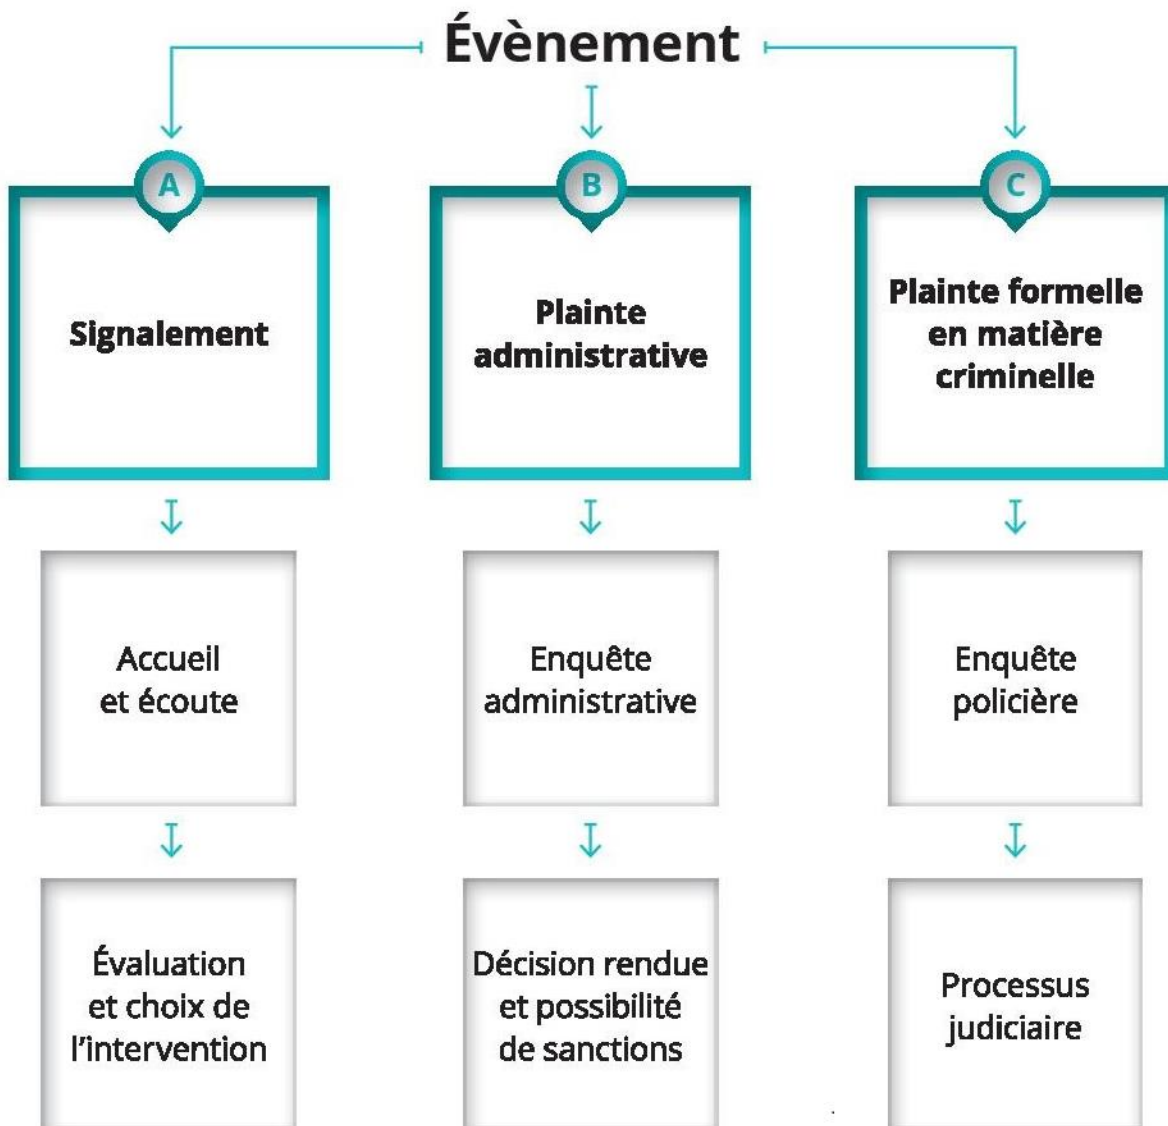 Évènement
A
Signalement
Accueil
et écoute
Évaluation
et choix de
l'intervention
B
Plainte
administrative
Enquête
administrative
Décision rendue
et possibilité
de sanctions
C
Plainte formelle
en matière
criminelle
Enquête
policière
Processus
judiciaire